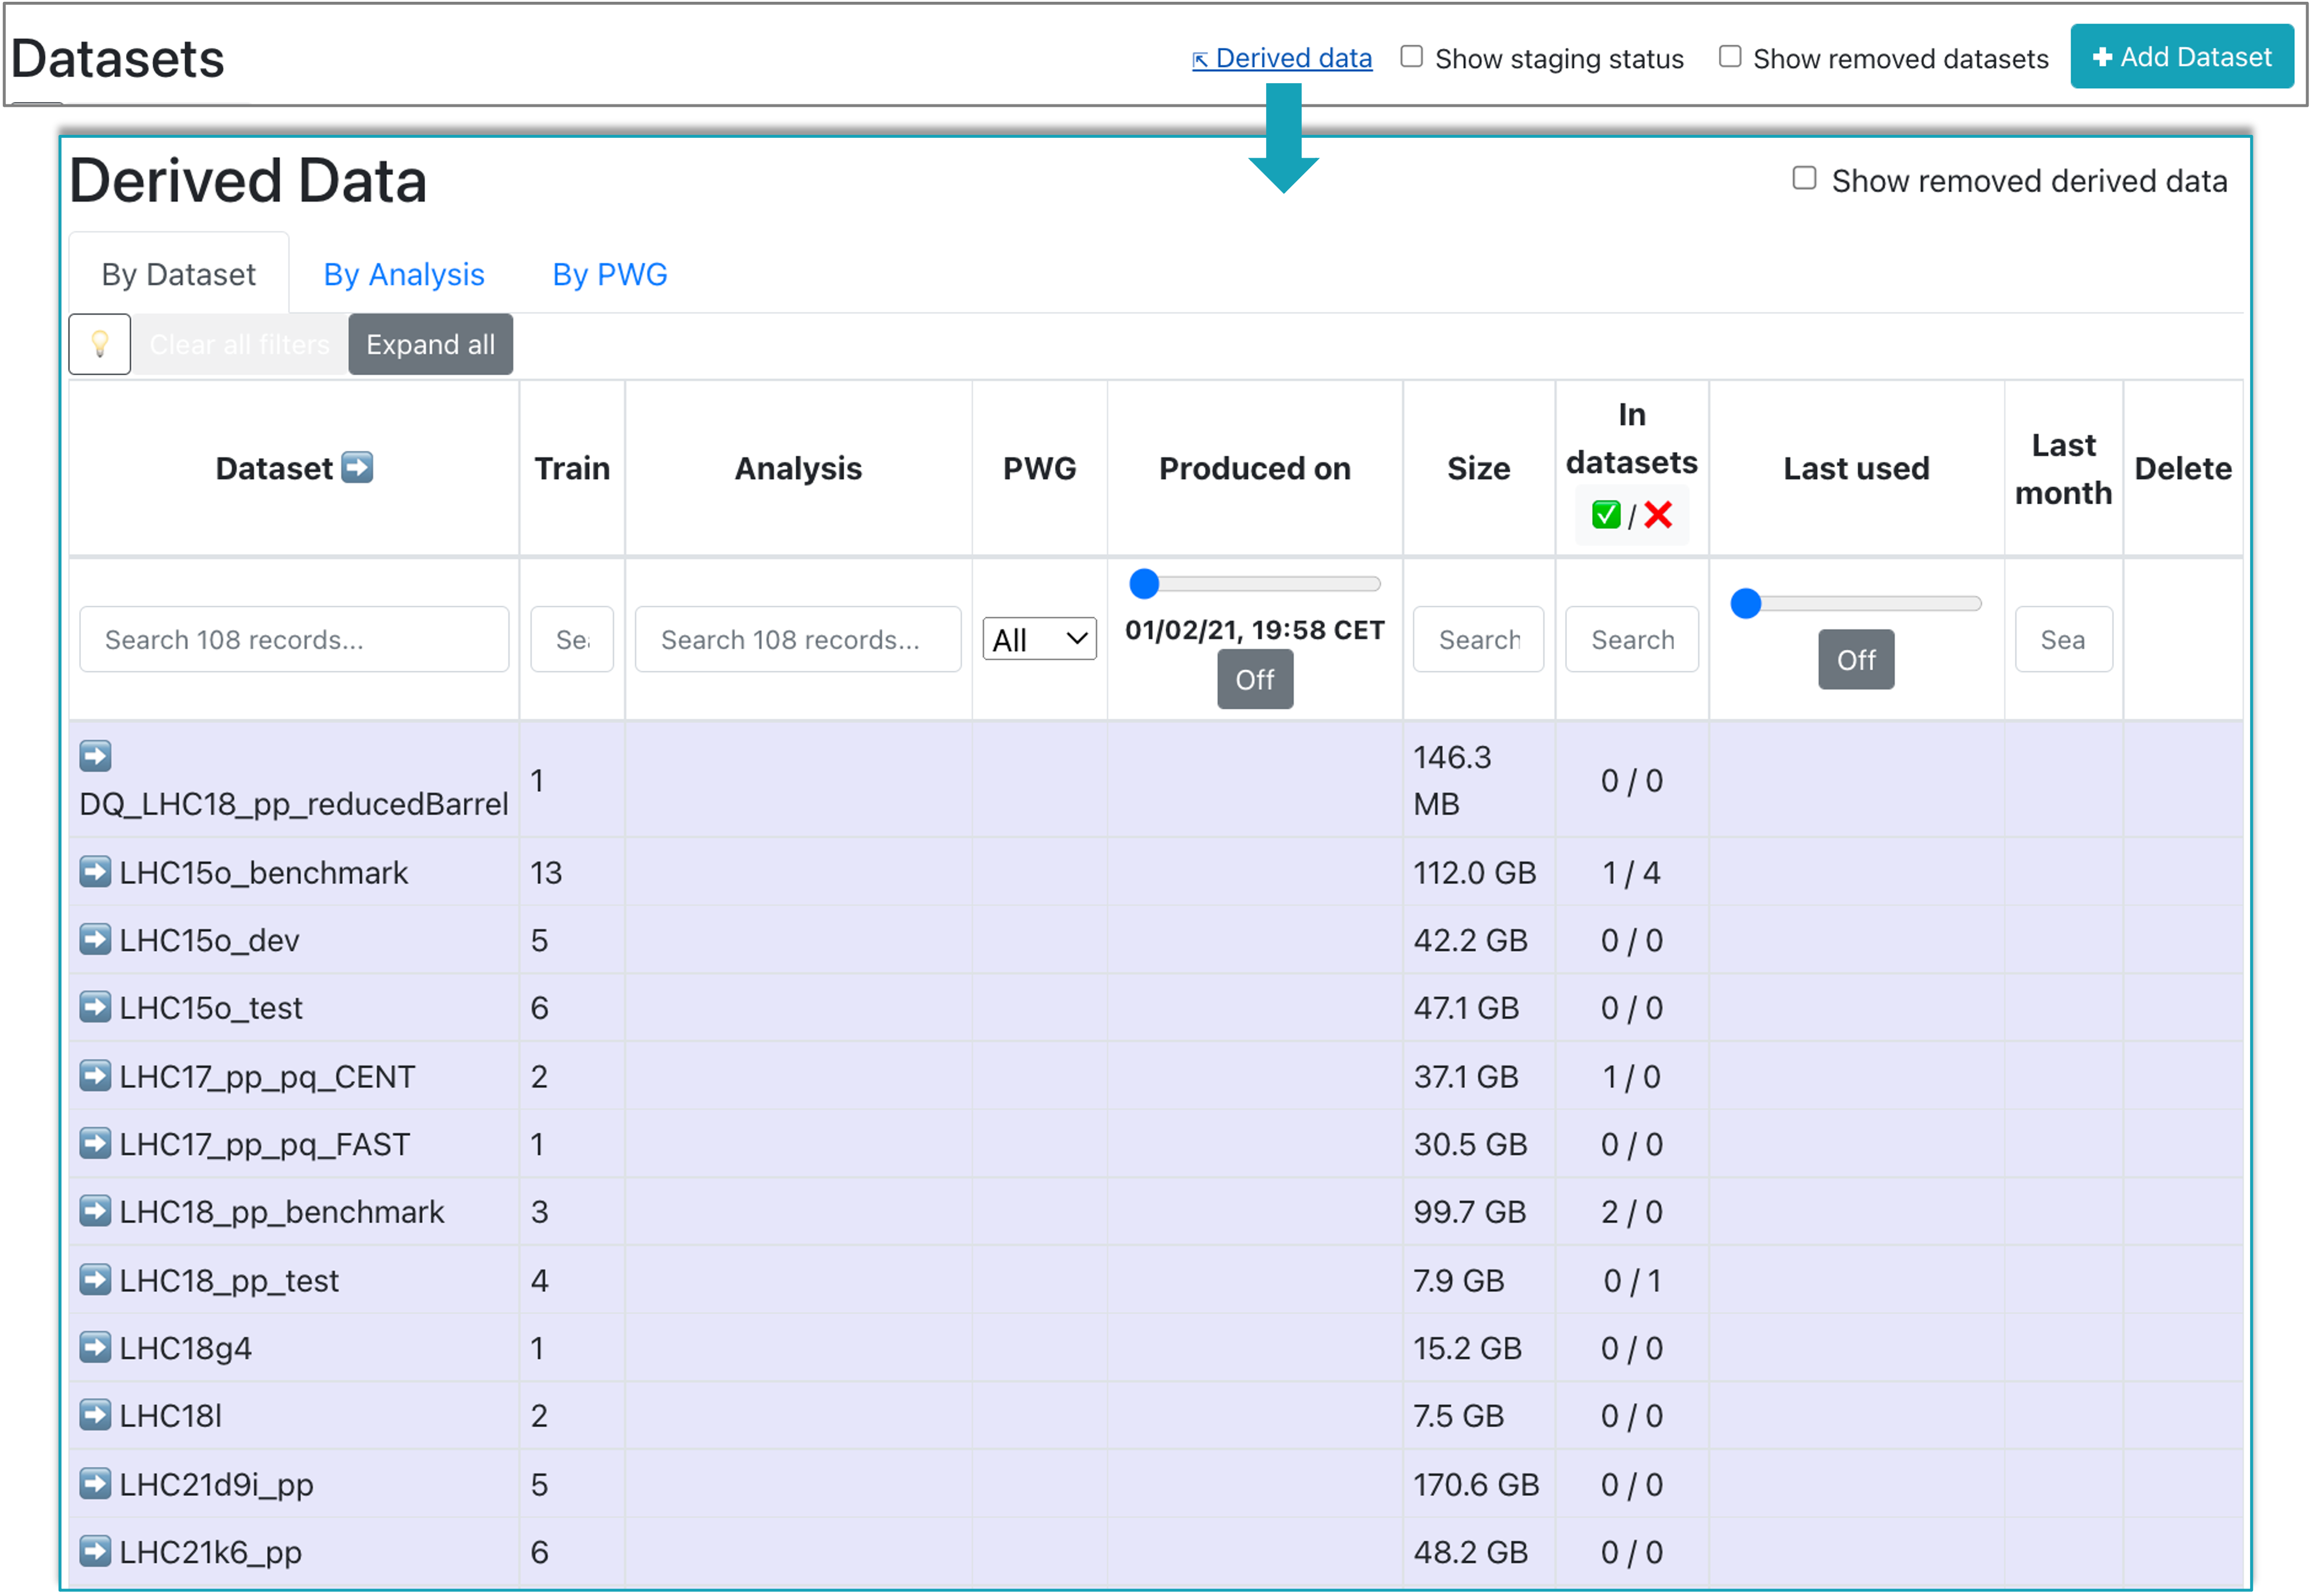 Datasets
Derived data
Show staging status
Show removed datasets
Add Dataset
Derived Data
Show removed derived data
By Dataset
By Analysis
By PWG
Clear all filters
Expand all
Dataset
Train
Analysis
PWG
Produced on
Size
In
datasets
/
Last used
Last
month
Delete
Search 108 records...
Search 108 records...
All
01/02/21, 19:58 CET
Off
Search
Search
Off
Sea
DQ_LHC18_pp_reducedBarrel 1 146.3 MB 0 / 0
LHC15o_benchmark 13 112.0 GB 1 / 4
LHC15o_dev 5 42.2 GB 0 / 0
LHC15o_test 6 47.1 GB 0 / 0
LHC17_pp_pq_CENT 2 37.1 GB 1 / 0
LHC17_pp_pq_FAST 1 30.5 GB 0 / 0
LHC18_pp_benchmark 3 99.7 GB 2 / 0
LHC18_pp_test 4 7.9 GB 0 / 1
LHC18g4 1 15.2 GB 0 / 0
LHC18l 2 7.5 GB 0 / 0
LHC21d9i_pp 5 170.6 GB 0 / 0
LHC21k6_pp 6 48.2 GB 0 / 0